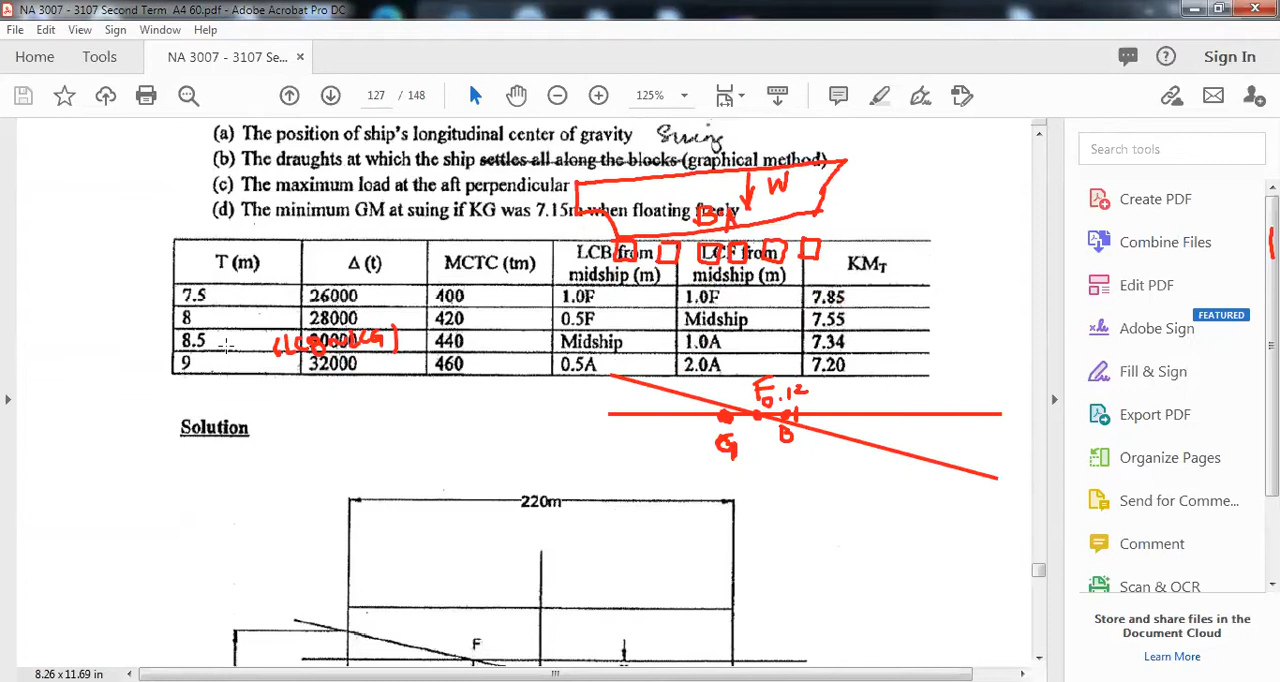 NA 3007 - 3107 Second Term A4 60.pdf - Adobe Acrobat Pro DC
File Edit View Sign Window Help
Home Tools NA 3007 - 3107 Se... × Sign In
127 / 148 125%
(a) The position of ship's longitudinal center of gravity Suing
(b) The draughts at which the ship settles all along the blocks (graphical method)
(c) The maximum load at the aft perpendicular
W
(d) The minimum GM at suing if KG was 7.15m when floating freely
B
T (m) Δ (t) MCTC (tm) LCB from midship (m) LCF from midship (m) KMT
7.5 26000 400 1.0F 1.0F 7.85
8 28000 420 0.5F Midship 7.55
8.5 30000 440 Midship 1.0A 7.34
9 32000 460 0.5A 2.0A 7.20
F 0.12
G B
Solution
220m
F
8.26 x 11.69 in
Search tools
Create PDF
Combine Files
Edit PDF
FEATURED
Adobe Sign
Fill & Sign
Export PDF
Organize Pages
Send for Comme...
Comment
Scan & OCR
Store and share files in the
Document Cloud
Learn More